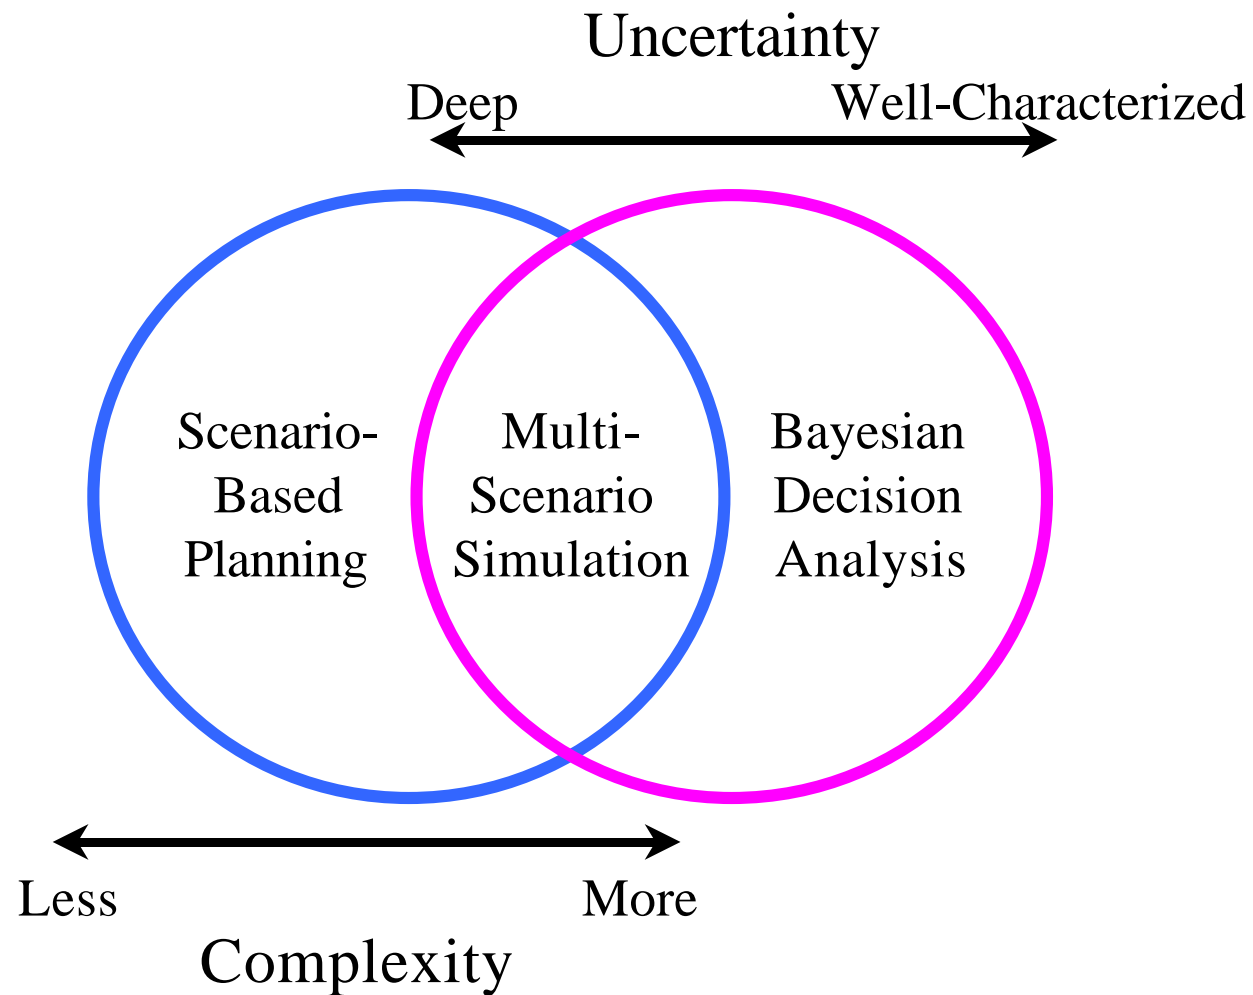 Uncertainty
Deep
Well-Characterized
Scenario-
Based
Planning
Multi-
Scenario
Simulation
Bayesian
Decision
Analysis
Less
More
Complexity